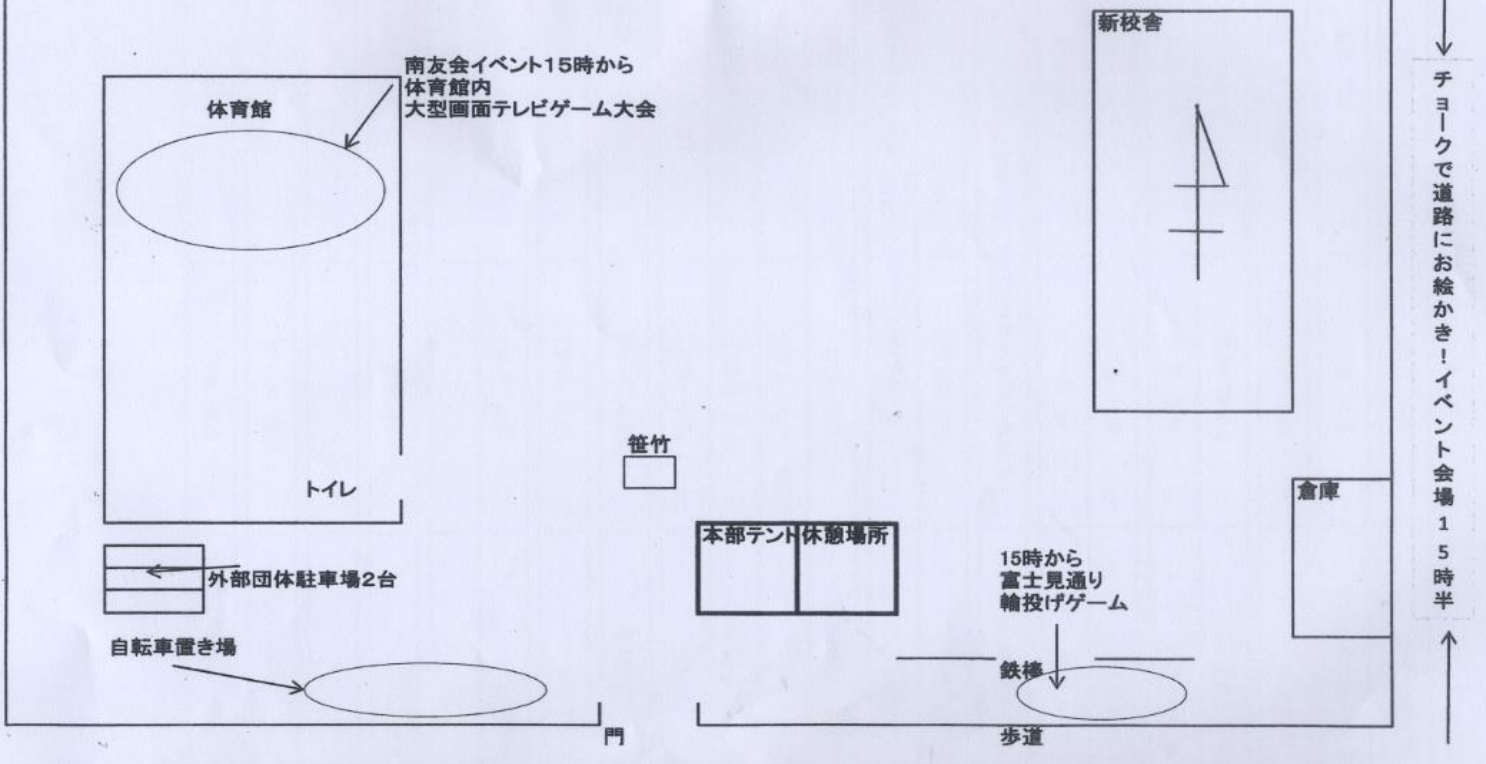 新校舎
南友会イベント15時から
体育館内
大型画面テレビゲーム大会
体育館
チョークで道路にお絵かき！イベント会場15時半
笹竹
トイレ
倉庫
本部テント
休憩場所
15時から
富士見通り
輪投げゲーム
外部団体駐車場2台
自転車置き場
鉄棒
門
歩道